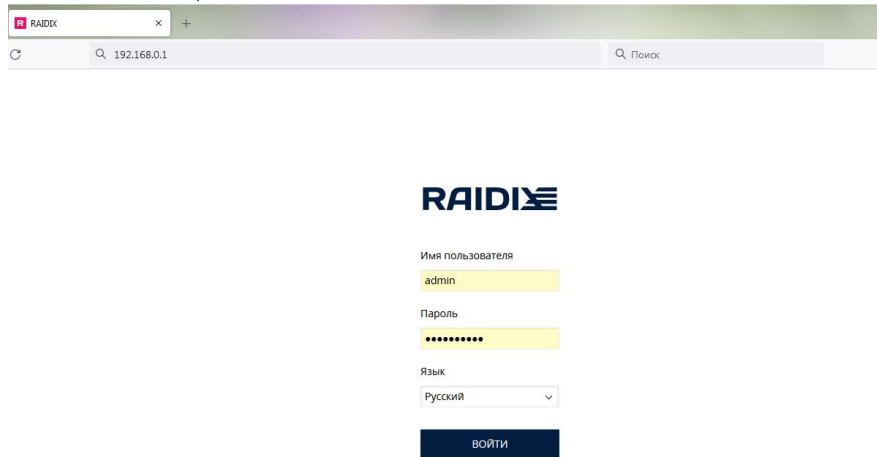 R RAIDIX × +
192.168.0.1 Поиск
RAIDIX
Имя пользователя
admin
Пароль
••••••••••
Язык
Русский
ВОЙТИ